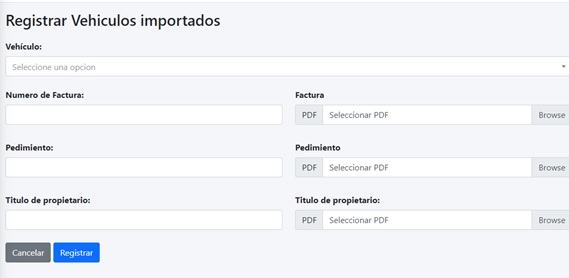 Registrar Vehiculos importados
Vehículo:
Seleccione una opcion
Numero de Factura:
Factura
PDF Seleccionar PDF Browse
Pedimiento:
Pedimiento
PDF Seleccionar PDF Browse
Titulo de propietario:
Titulo de propietario:
PDF Seleccionar PDF Browse
Cancelar Registrar